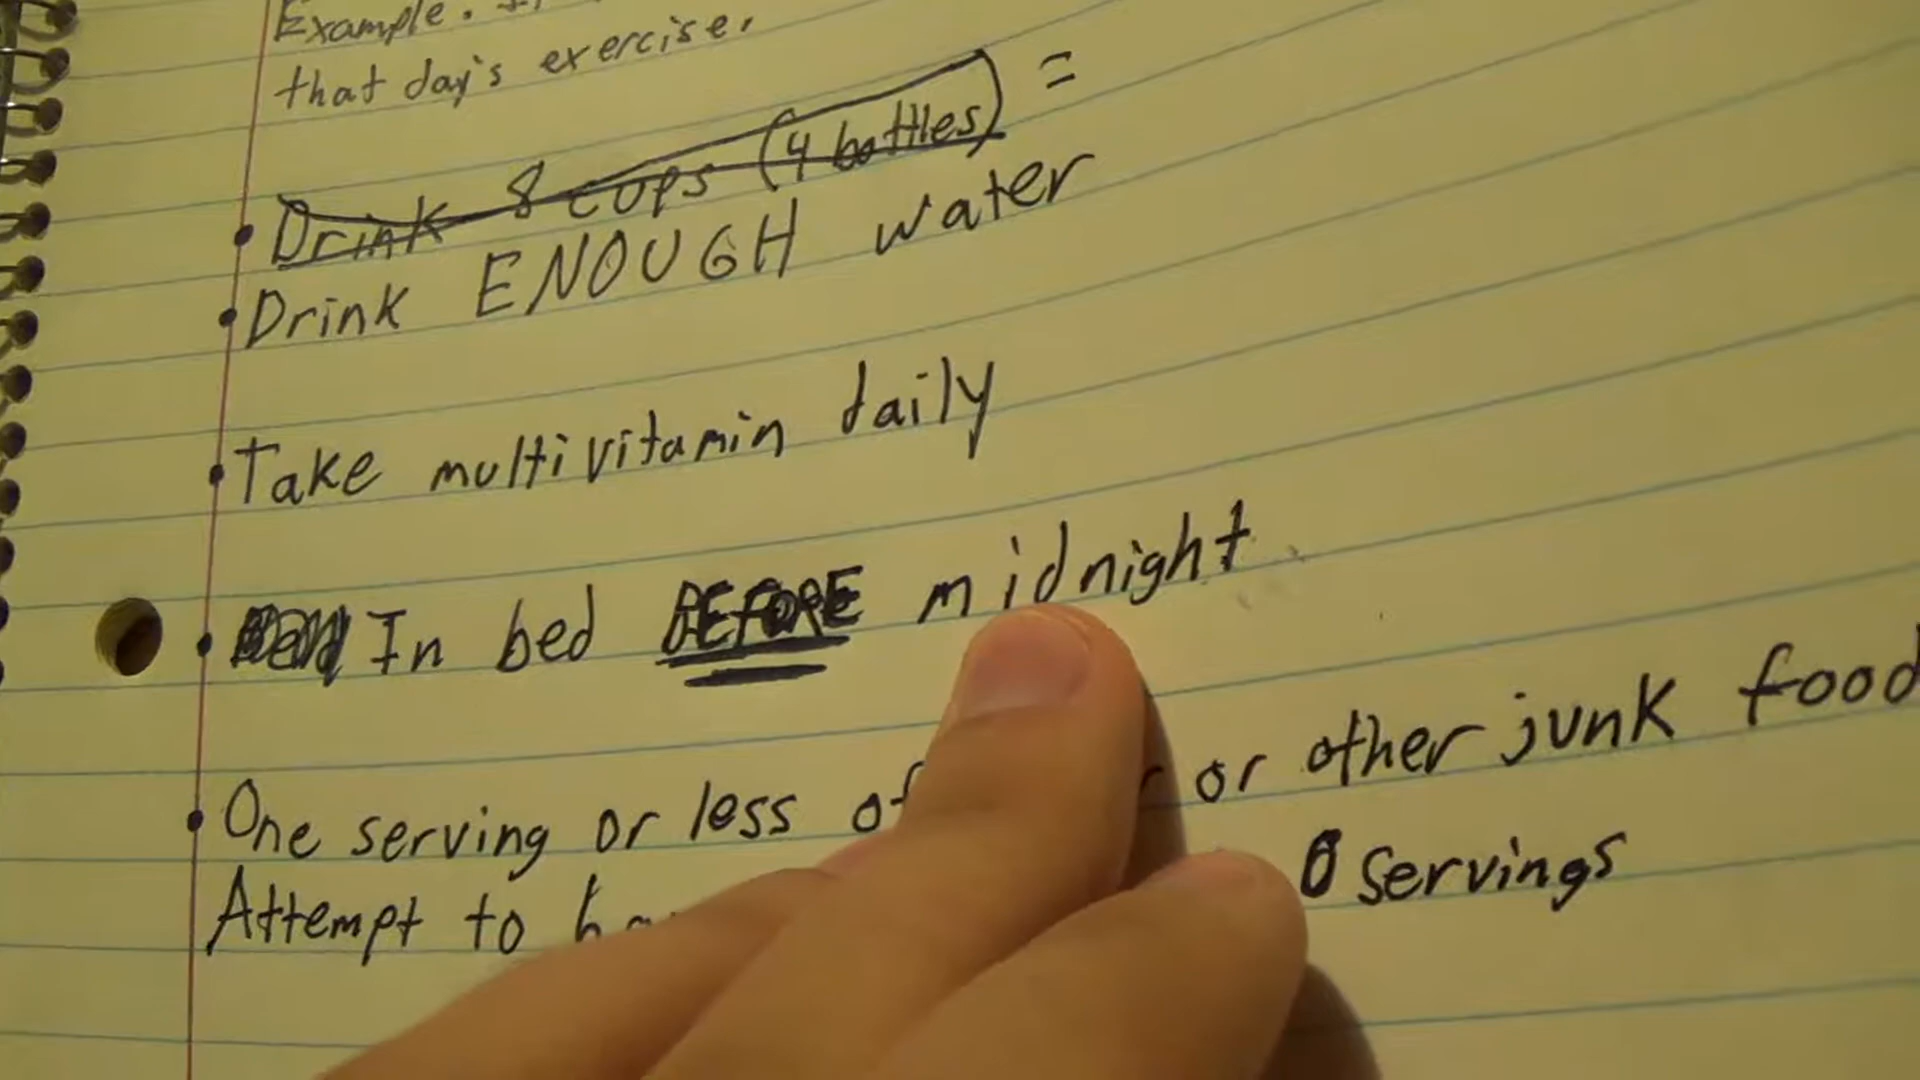 Example.
that day's exercise.
• Drink 8 cups (4 bottles) =
• Drink ENOUGH water
• Take multivitamin daily
• In bed BEFORE midnight
• One serving or less of or other junk food
Attempt to 0 servings